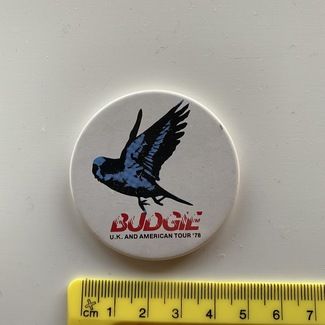 BUDGIE
U.K. AND AMERICAN TOUR '78
cm 1 2 3 4 5 6 7